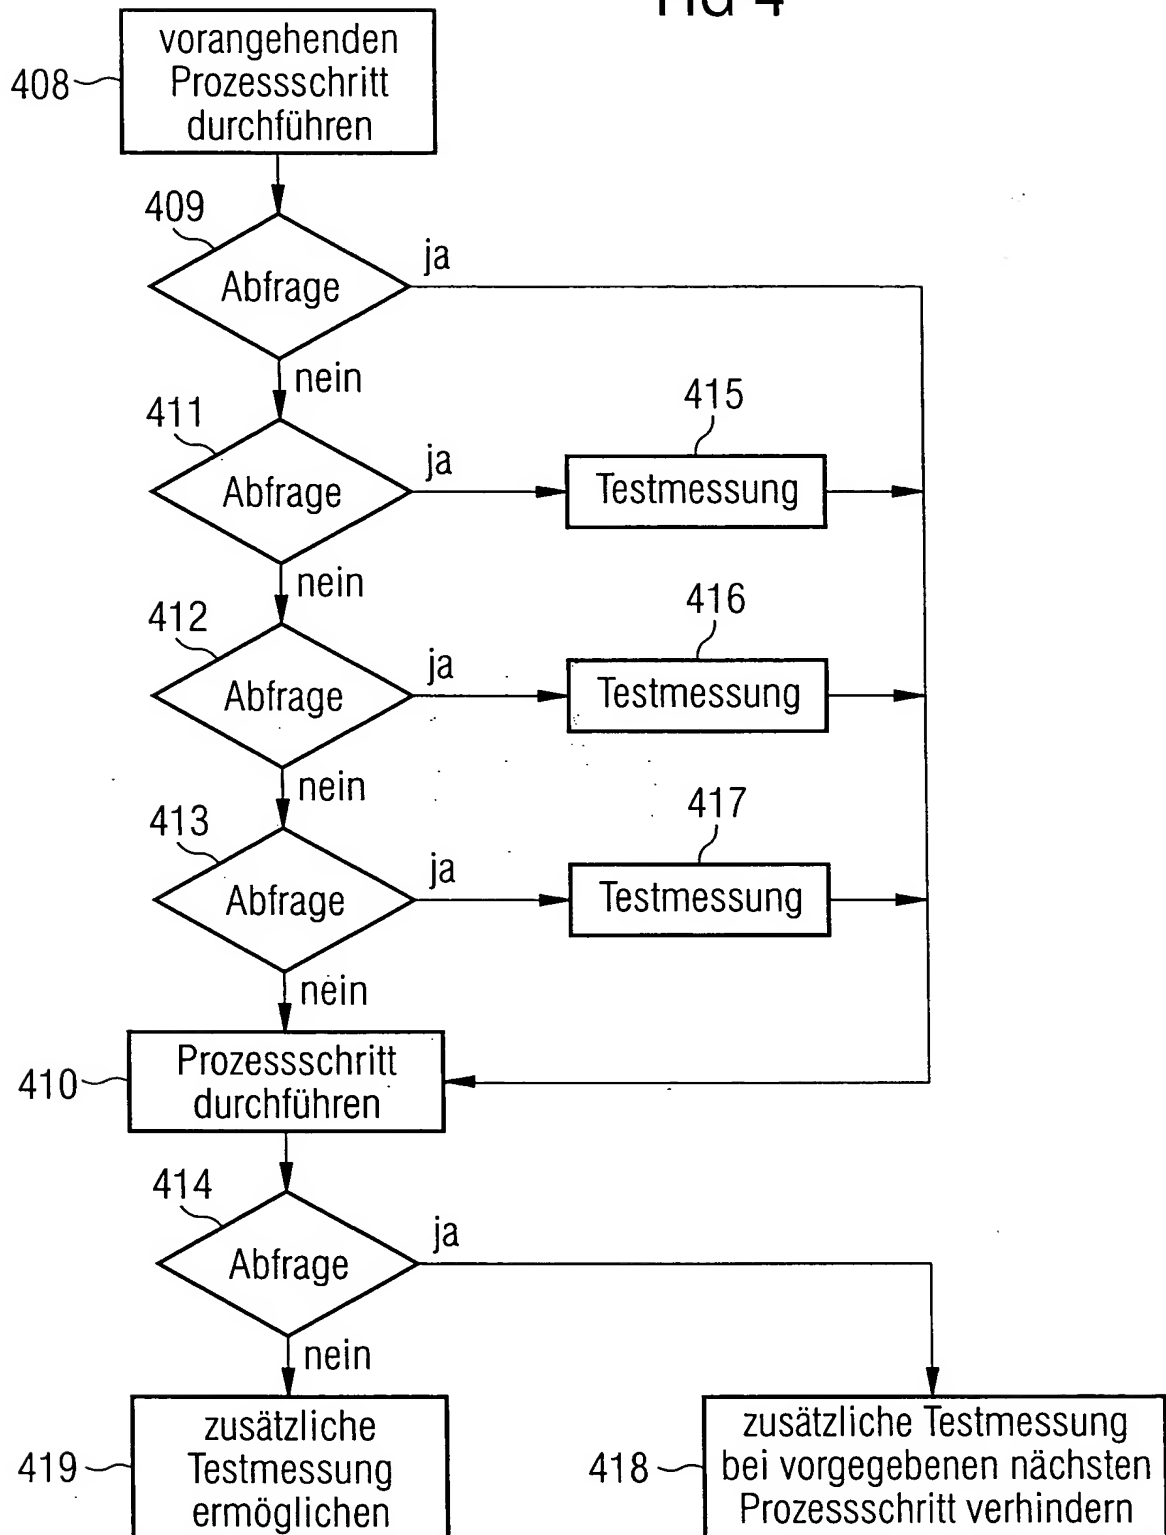 FIG 4
vorangehenden
Prozessschritt
durchführen
408
409
Abfrage
ja
nein
411
Abfrage
ja
415
Testmessung
nein
412
Abfrage
ja
416
Testmessung
nein
413
Abfrage
ja
417
Testmessung
nein
410
Prozessschritt
durchführen
414
Abfrage
ja
nein
419
zusätzliche
Testmessung
ermöglichen
418
zusätzliche Testmessung
bei vorgegebenen nächsten
Prozessschritt verhindern